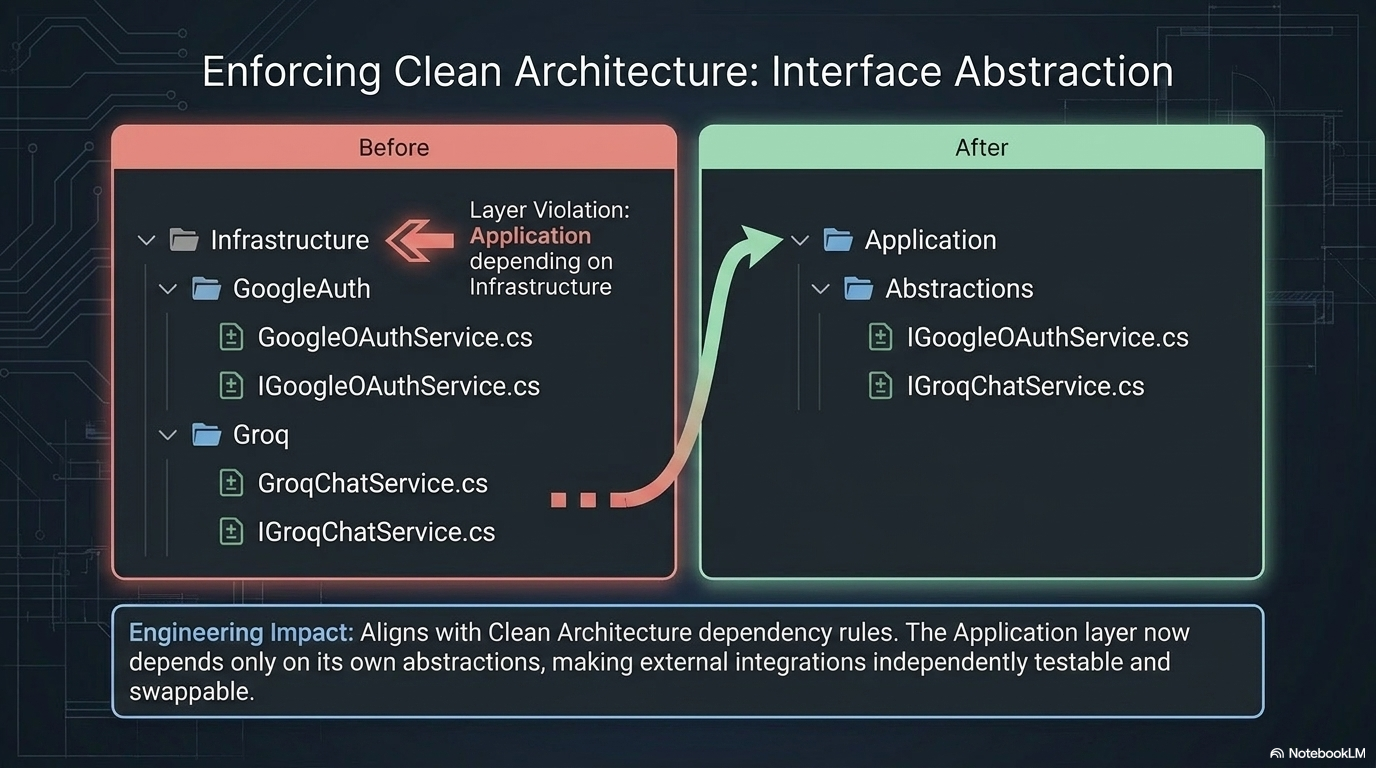 Enforcing Clean Architecture: Interface Abstraction
Before
Infrastructure
Layer Violation:
Application
depending on
Infrastructure
GoogleAuth
GoogleOAuthService.cs
IGoogleOAuthService.cs
Groq
GroqChatService.cs
IGroqChatService.cs
After
Application
Abstractions
IGoogleOAuthService.cs
IGroqChatService.cs
Engineering Impact: Aligns with Clean Architecture dependency rules. The Application layer now
depends only on its own abstractions, making external integrations independently testable and
swappable.
NotebookLM